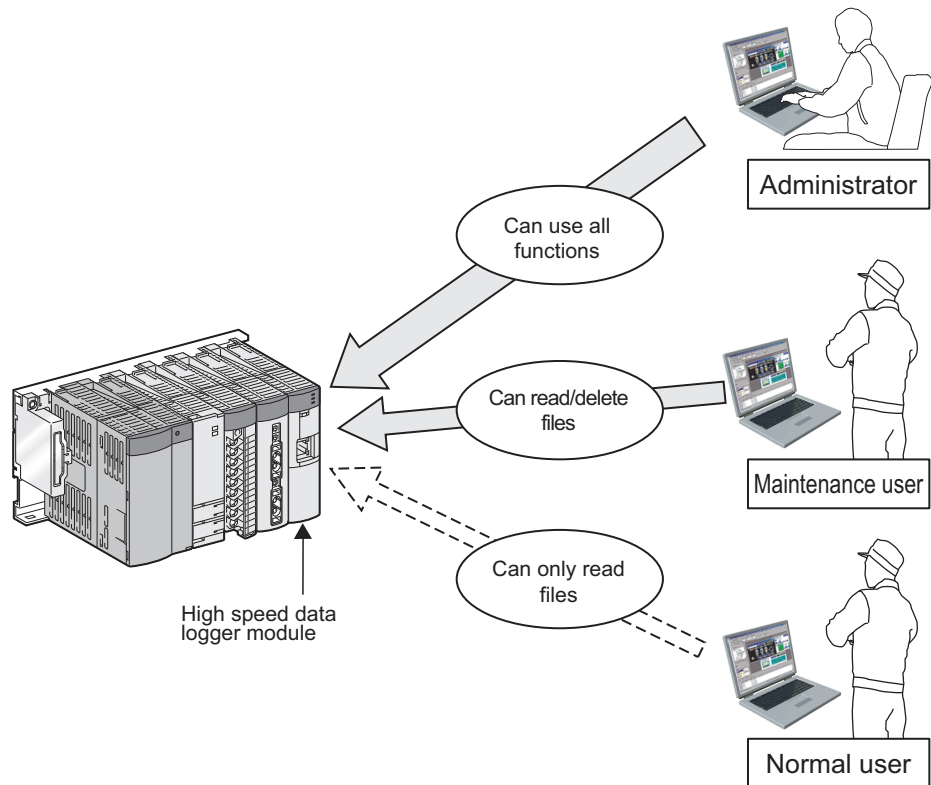 Administrator
Can use all
functions
Can read/delete
files
Maintenance user
Can only read
files
High speed data
logger module
Normal user